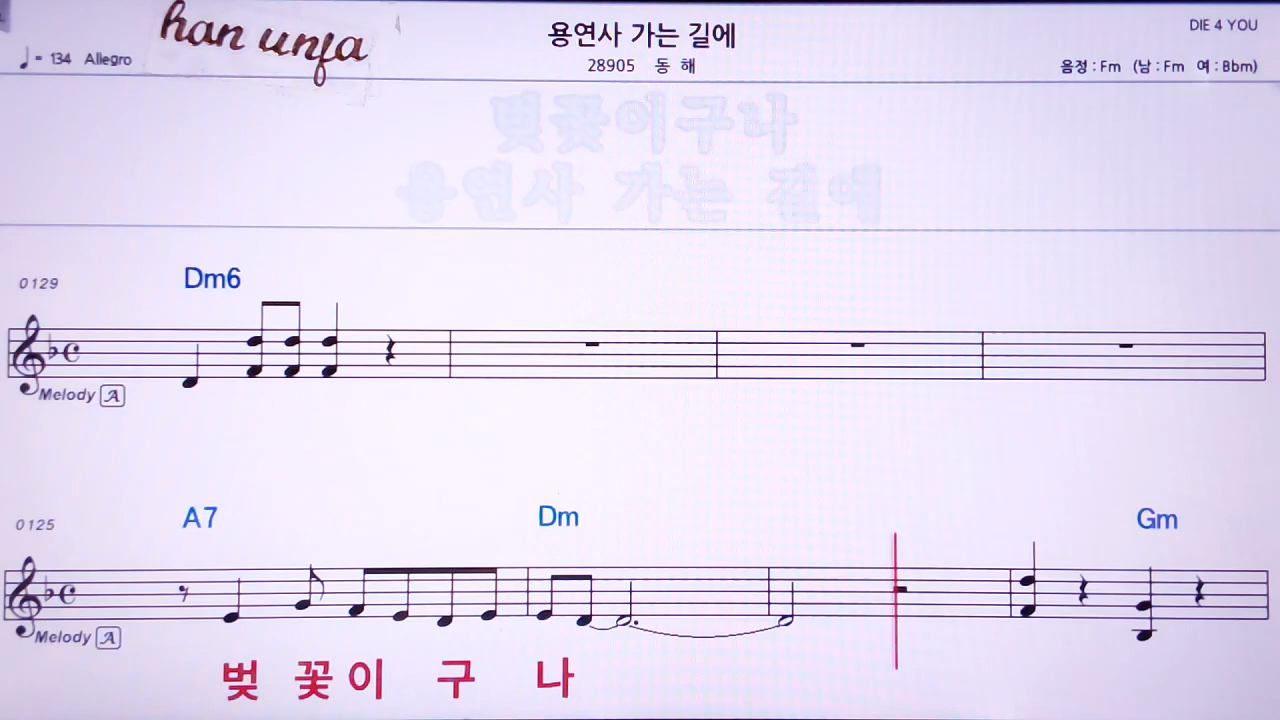 han unja
용연사 가는 길에
DIE 4 YOU
♩ = 134 Allegro
28905 동 해
음정 : Fm (남 : Fm 여 : Bbm)
벚꽃이구나
용연사 가는 길에
0129
Dm6
Melody A
0125
A7 Dm Gm
Melody A
벚 꽃 이 구 나